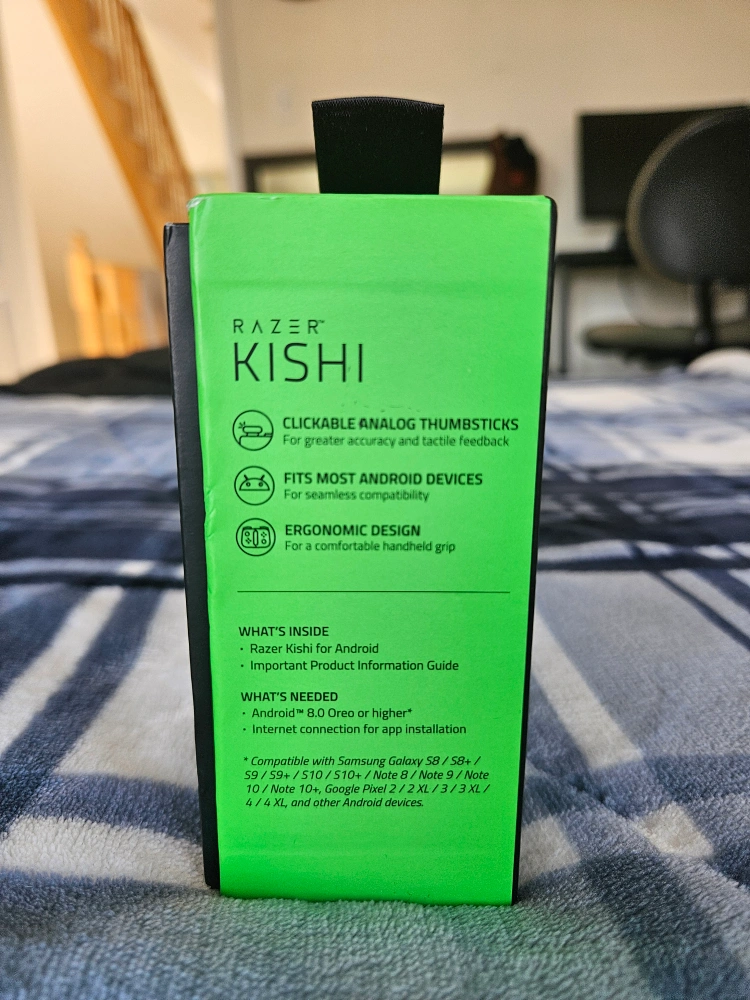 RAZER™
KISHI
CLICKABLE ANALOG THUMBSTICKS
For greater accuracy and tactile feedback
FITS MOST ANDROID DEVICES
For seamless compatibility
ERGONOMIC DESIGN
For a comfortable handheld grip
WHAT'S INSIDE
• Razer Kishi for Android
• Important Product Information Guide
WHAT'S NEEDED
• Android™ 8.0 Oreo or higher*
• Internet connection for app installation
* Compatible with Samsung Galaxy S8 / S8+ /
S9 / S9+ / S10 / S10+ / Note 8 / Note 9 / Note
10 / Note 10+, Google Pixel 2 / 2 XL / 3 / 3 XL /
4 / 4 XL, and other Android devices.